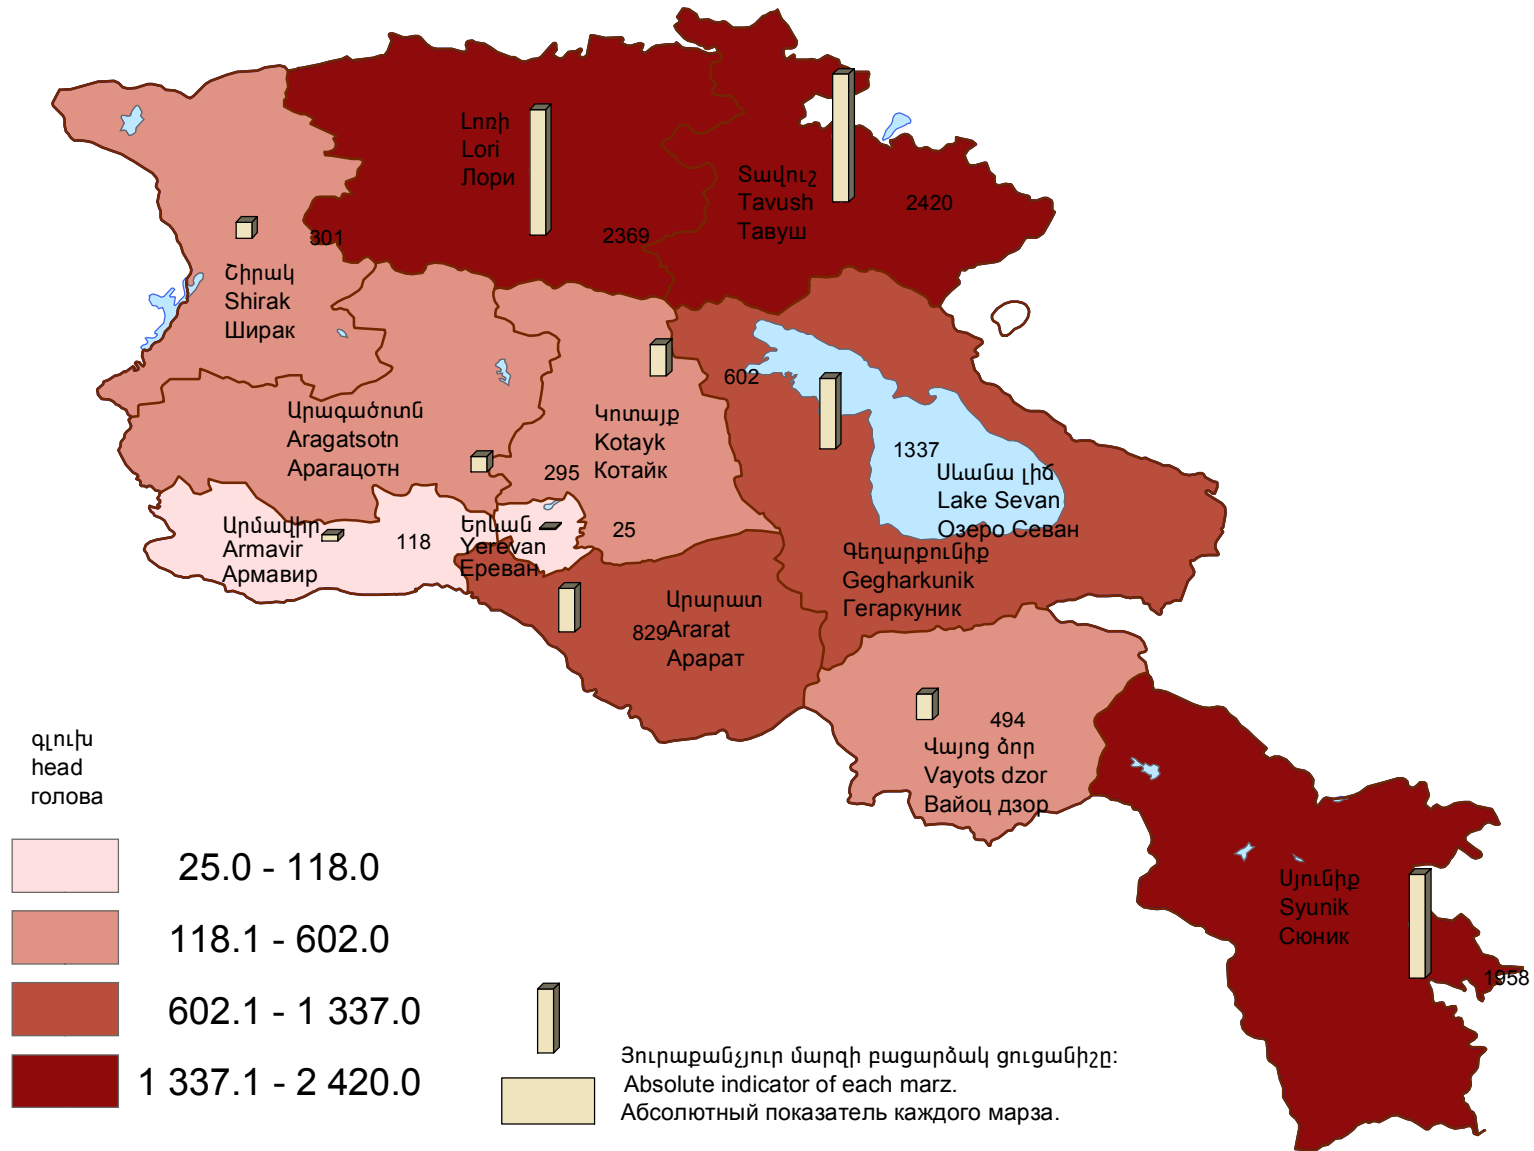 Լոռի
Lori
Лори
2369
Տավուշ
Tavush
Тавуш
2420
301
Շիրակ
Shirak
Ширак
602
Արագածոտն
Aragatsotn
Арагацотн
295
Կոտայք
Kotayk
Котайк
1337
Սևանա լիճ
Lake Sevan
Озеро Севан
Արմավիր
Armavir
Армавир
118
Երևան
Yerevan
Ереван
25
Գեղարքունիք
Gegharkunik
Гегаркуник
829
Արարատ
Ararat
Арарат
494
Վայոց ձոր
Vayots dzor
Вайоц дзор
Սյունիք
Syunik
Сюник
1958
գլուխ
head
голова
25.0 - 118.0
118.1 - 602.0
602.1 - 1 337.0
1 337.1 - 2 420.0
Յուրաքանչյուր մարզի բացարձակ ցուցանիշը:
Absolute indicator of each marz.
Абсолютный показатель каждого марза.